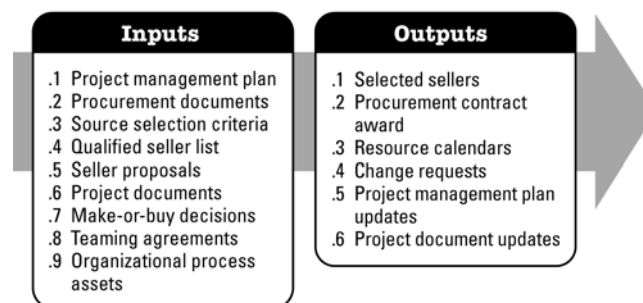 Inputs
.1 Project management plan
.2 Procurement documents
.3 Source selection criteria
.4 Qualified seller list
.5 Seller proposals
.6 Project documents
.7 Make-or-buy decisions
.8 Teaming agreements
.9 Organizational process
assets
Outputs
.1 Selected sellers
.2 Procurement contract
award
.3 Resource calendars
.4 Change requests
.5 Project management plan
updates
.6 Project document updates